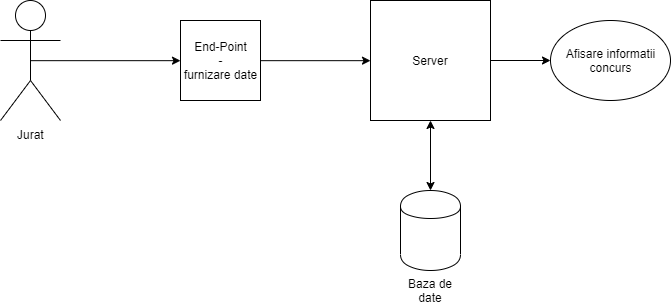 End-Point
-
furnizare date
Server
Afisare informatii
concurs
Jurat
Baza de
date